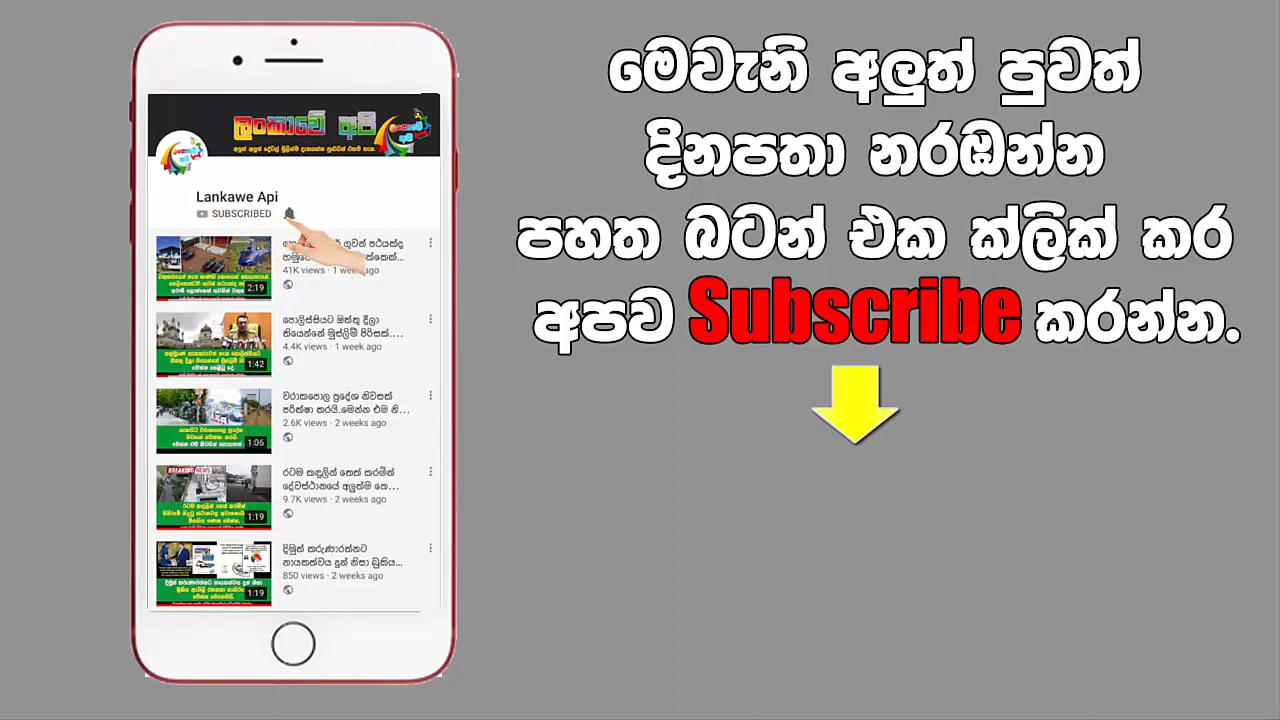 ලංකාවේ අපි
Lankawe Api
SUBSCRIBED
41K views · 1 week ago
2:19
පොලිස්සියට ඔත්තු දීලා
තියෙන්නේ මුස්ලිම් පිරිසක්....
4.4K views · 1 week ago
1:42
වරාකපොල ප්‍රදේශ නිවසක්
පරික්ෂා කරයි.මෙන්න එම නි...
2.6K views · 2 weeks ago
1:06
BREAKING NEWS
රටම කඳුලින් තෙත් කරමින්
දේවස්ථානයේ අලුත්ම තෙ...
9.7K views · 2 weeks ago
1:19
දිමුත් කරුණාරත්නට
නායකත්වය දුන් නිසා බුකිය...
850 views · 2 weeks ago
1:19
මෙවැනි අලුත් පුවත්
දිනපතා නරඹන්න
පහත බටන් එක ක්ලික් කර
අපව Subscribe කරන්න.